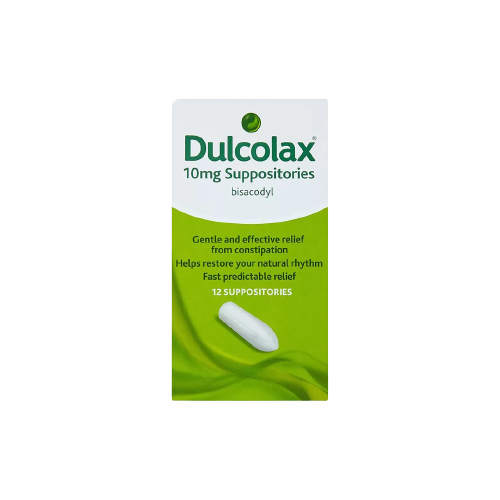 Dulcolax®
10mg Suppositories
bisacodyl
Gentle and effective relief
from constipation
Helps restore your natural rhythm
Fast predictable relief
12 SUPPOSITORIES